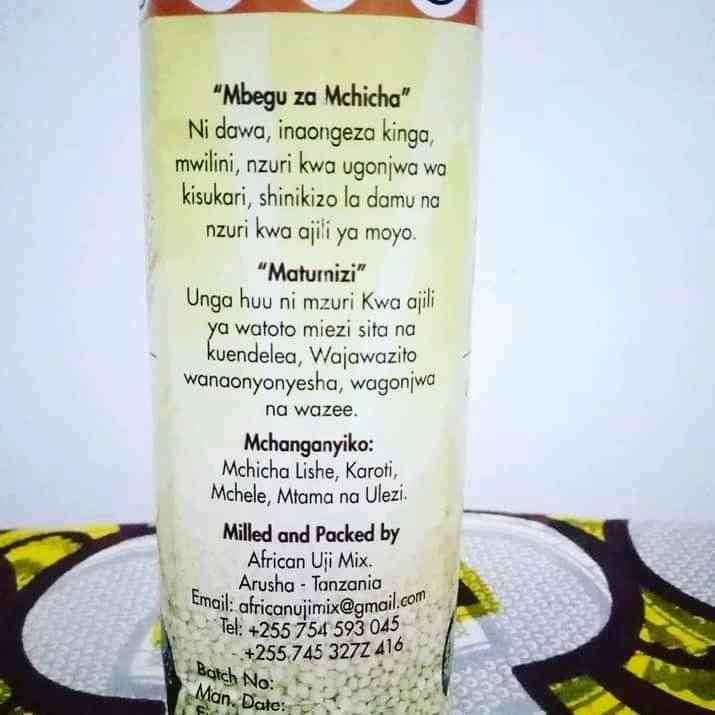 “Mbegu za Mchicha”
Ni dawa, inaongeza kinga,
mwilini, nzuri kwa ugonjwa wa
kisukari, shinikizo la damu na
nzuri kwa ajili ya moyo.
“Matumizi”
Unga huu ni mzuri Kwa ajili
ya watoto miezi sita na
kuendelea, Wajawazito
wanaonyonyesha, wagonjwa
na wazee.
Mchanganyiko:
Mchicha Lishe, Karoti,
Mchele, Mtama na Ulezi.
Milled and Packed by
African Uji Mix.
Arusha - Tanzania
Email: africanujimix@gmail.com
Tel: +255 754 593 045
- +255 745 327Z 416
Batch No:
Man. Date: